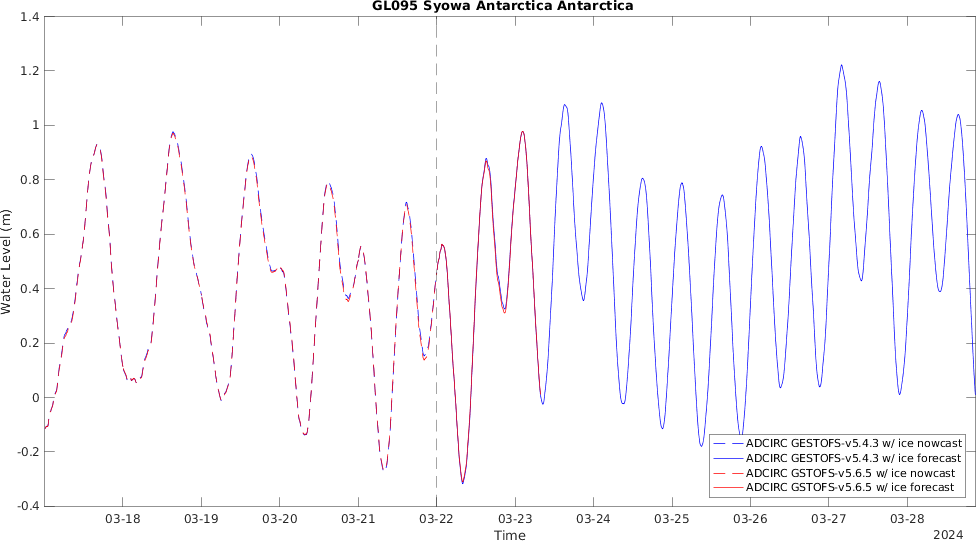 GL095 Syowa Antarctica Antarctica
1.4
1.2
1
0.8
0.6
0.4
0.2
0
-0.2
-0.4
Water Level (m)
ADCIRC GESTOFS-v5.4.3 w/ ice nowcast
ADCIRC GESTOFS-v5.4.3 w/ ice forecast
ADCIRC GSTOFS-v5.6.5 w/ ice nowcast
ADCIRC GSTOFS-v5.6.5 w/ ice forecast
03-18 03-19 03-20 03-21 03-22 03-23 03-24 03-25 03-26 03-27 03-28
Time
2024